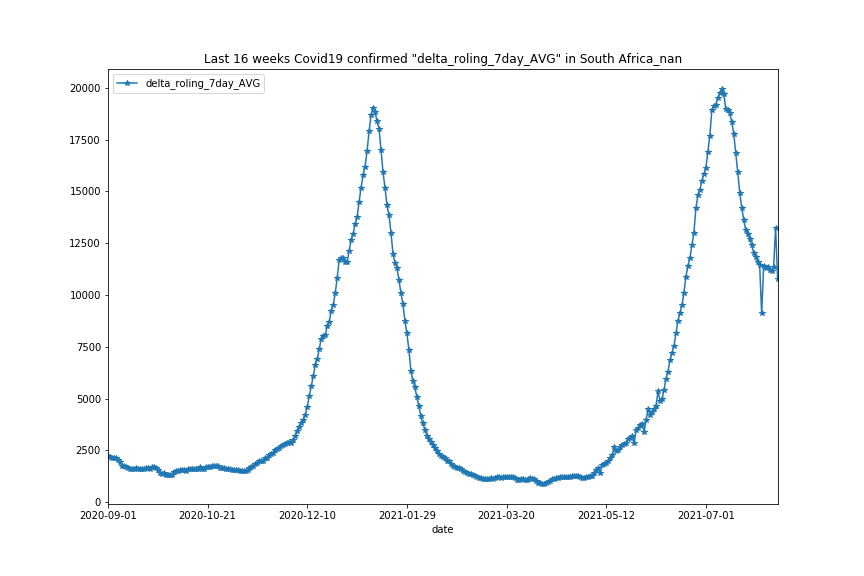 Last 16 weeks Covid19 confirmed "delta_roling_7day_AVG" in South Africa_nan
delta_roling_7day_AVG
20000
17500
15000
12500
10000
7500
5000
2500
0
2020-09-01 2020-10-21 2020-12-10 2021-01-29 2021-03-20 2021-05-12 2021-07-01
date